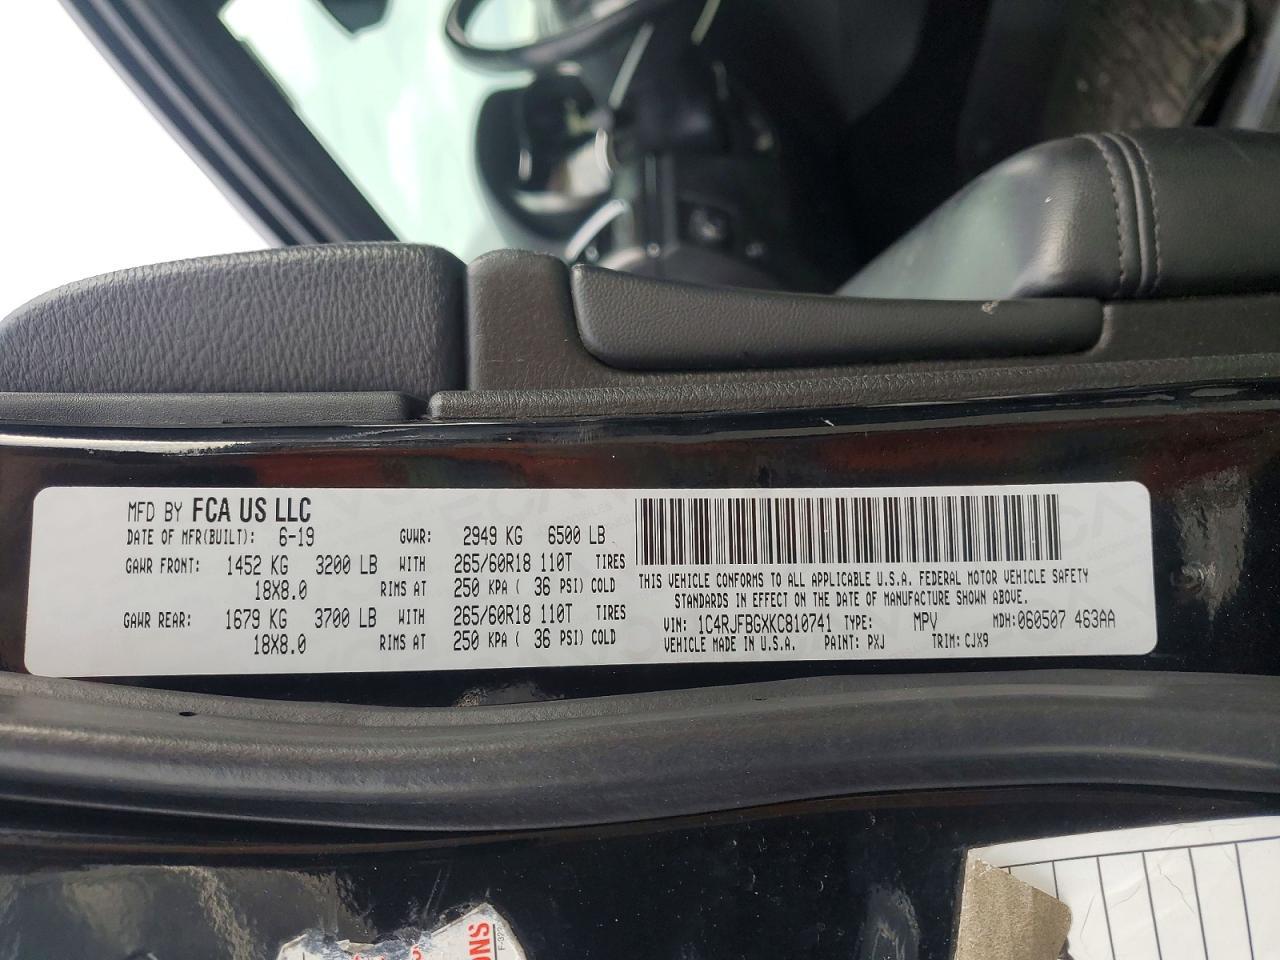 MFD BY FCA US LLC
DATE OF MFR(BUILT): 6-19 GVWR: 2949 KG 6500 LB
GAWR FRONT: 1452 KG 3200 LB WITH 265/60R18 110T TIRES
18X8.0 RIMS AT 250 KPA ( 36 PSI) COLD
GAWR REAR: 1679 KG 3700 LB WITH 265/60R18 110T TIRES
18X8.0 RIMS AT 250 KPA ( 36 PSI) COLD
THIS VEHICLE CONFORMS TO ALL APPLICABLE U.S.A. FEDERAL MOTOR VEHICLE SAFETY
STANDARDS IN EFFECT ON THE DATE OF MANUFACTURE SHOWN ABOVE.
VIN: 1C4RJFBGXKC810741 TYPE: MPV MDH:060507 463AA
VEHICLE MADE IN U.S.A. PAINT: PXJ TRIM: CJX9